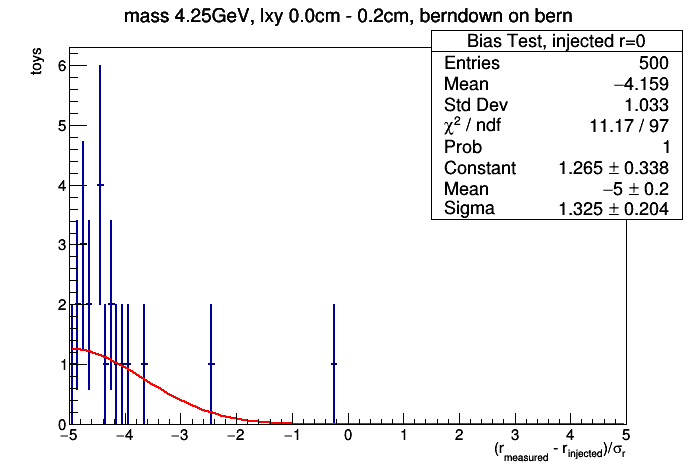 mass 4.25GeV, lxy 0.0cm - 0.2cm, berndown on bern
toys
Bias Test, injected r=0
Entries 500
Mean −4.159
Std Dev 1.033
χ² / ndf 11.17 / 97
Prob 1
Constant 1.265 ± 0.338
Mean −5 ± 0.2
Sigma 1.325 ± 0.204
6
5
4
3
2
1
0
−5 −4 −3 −2 −1 0 1 2 3 4 5
(r_measured - r_injected)/σ_r